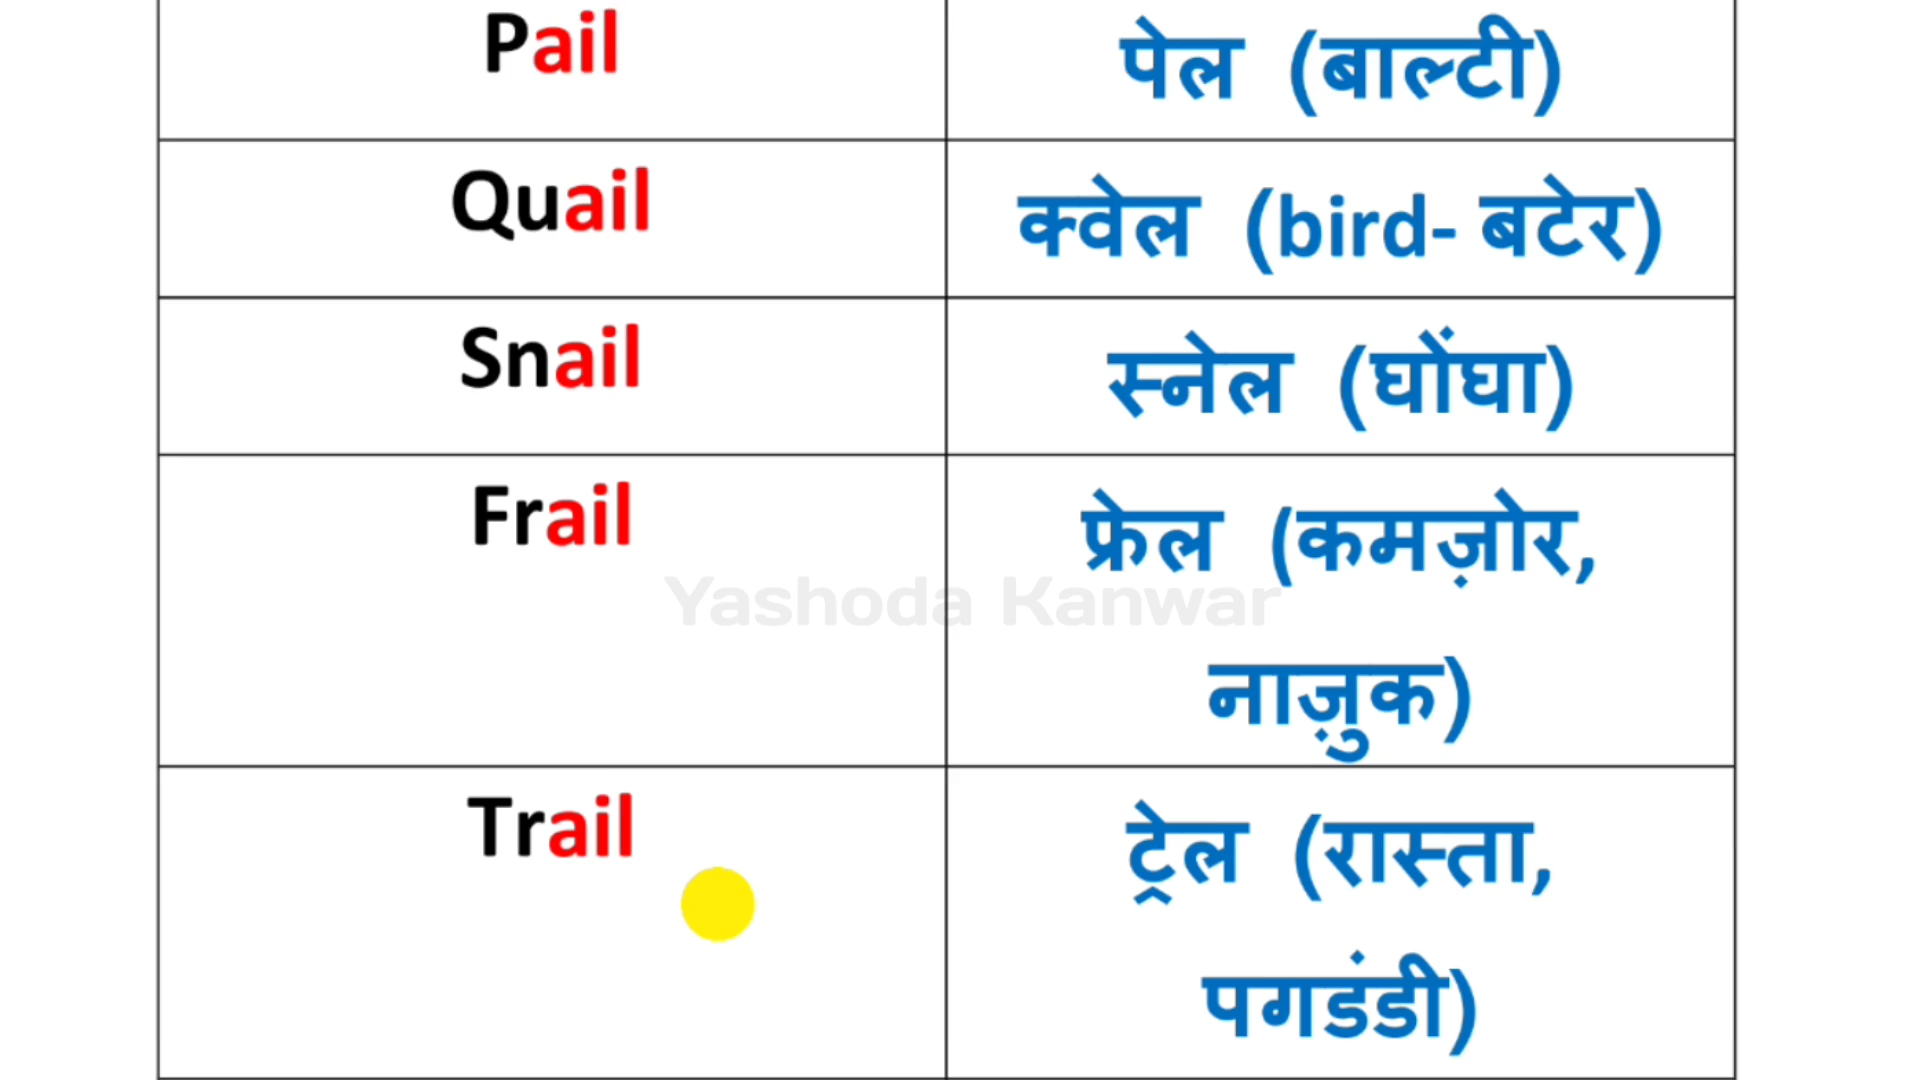 Pail
पेल (बाल्टी)
Quail
क्वेल (bird- बटेर)
Snail
स्नेल (घोंघा)
Frail
फ्रेल (कमज़ोर,
नाज़ुक)
Yashoda Kanwar
Trail
ट्रेल (रास्ता,
पगडंडी)